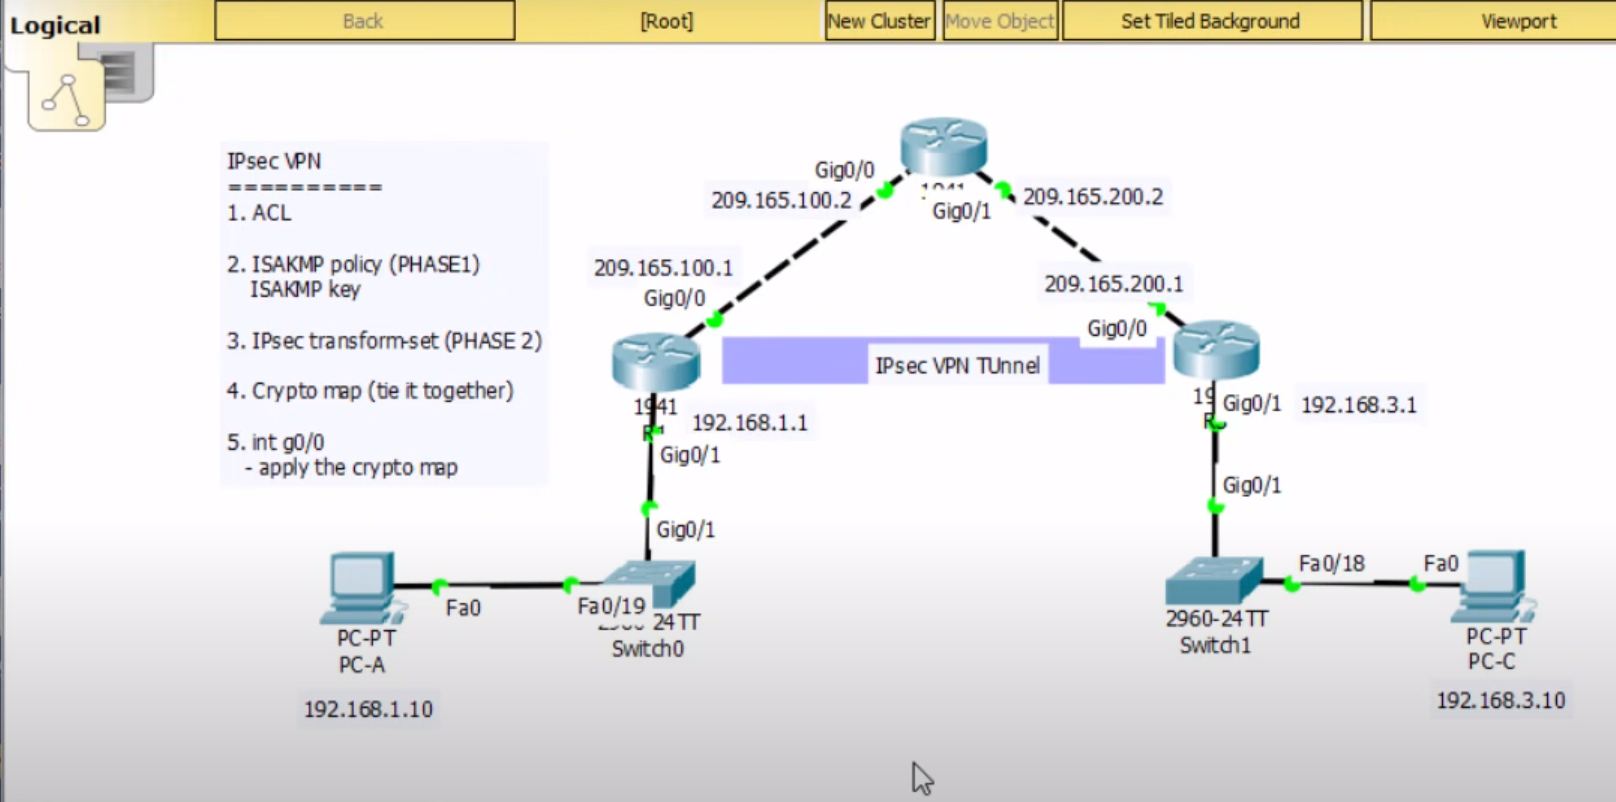 Logical
Back
[Root]
New Cluster
Move Object
Set Tiled Background
Viewport
IPsec VPN
==========
1. ACL
2. ISAKMP policy (PHASE1)
ISAKMP key
3. IPsec transform-set (PHASE 2)
4. Crypto map (tie it together)
5. int g0/0
- apply the crypto map
Gig0/0
209.165.100.2
Gig0/1
209.165.200.2
209.165.100.1
Gig0/0
209.165.200.1
Gig0/0
IPsec VPN TUnnel
1941
192.168.1.1
Gig0/1
Gig0/1
Gig0/1
192.168.3.1
Gig0/1
Fa0
Fa0/19
24TT
Switch0
PC-PT
PC-A
192.168.1.10
Fa0/18
Fa0
2960-24TT
Switch1
PC-PT
PC-C
192.168.3.10